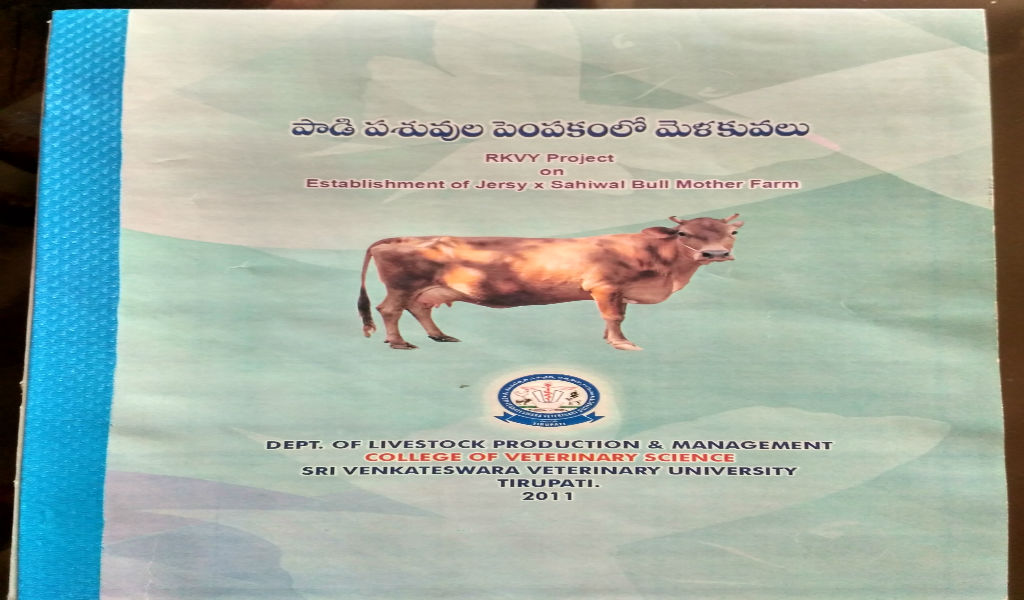 పాడి పశువుల పెంపకంలో మెళకువలు
RKVY Project
on
Establishment of Jersy x Sahiwal Bull Mother Farm
TIRUPATI
DEPT. OF LIVESTOCK PRODUCTION & MANAGEMENT
COLLEGE OF VETERINARY SCIENCE
SRI VENKATESWARA VETERINARY UNIVERSITY
TIRUPATI.
2011